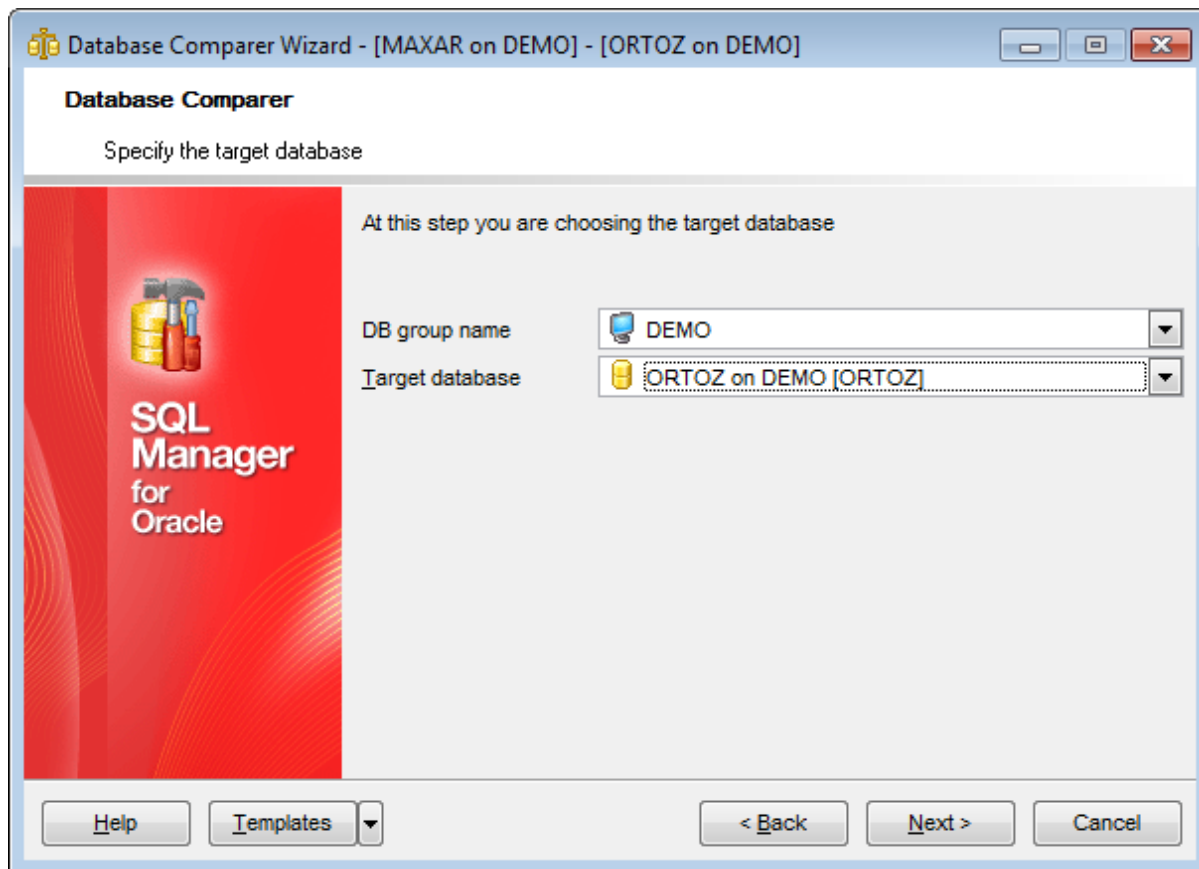 Database Comparer Wizard - [MAXAR on DEMO] - [ORTOZ on DEMO]
Database Comparer
Specify the target database
At this step you are choosing the target database
DB group name
DEMO
Target database
ORTOZ on DEMO [ORTOZ]
SQL
Manager
for
Oracle
Help
Templates
< Back
Next >
Cancel